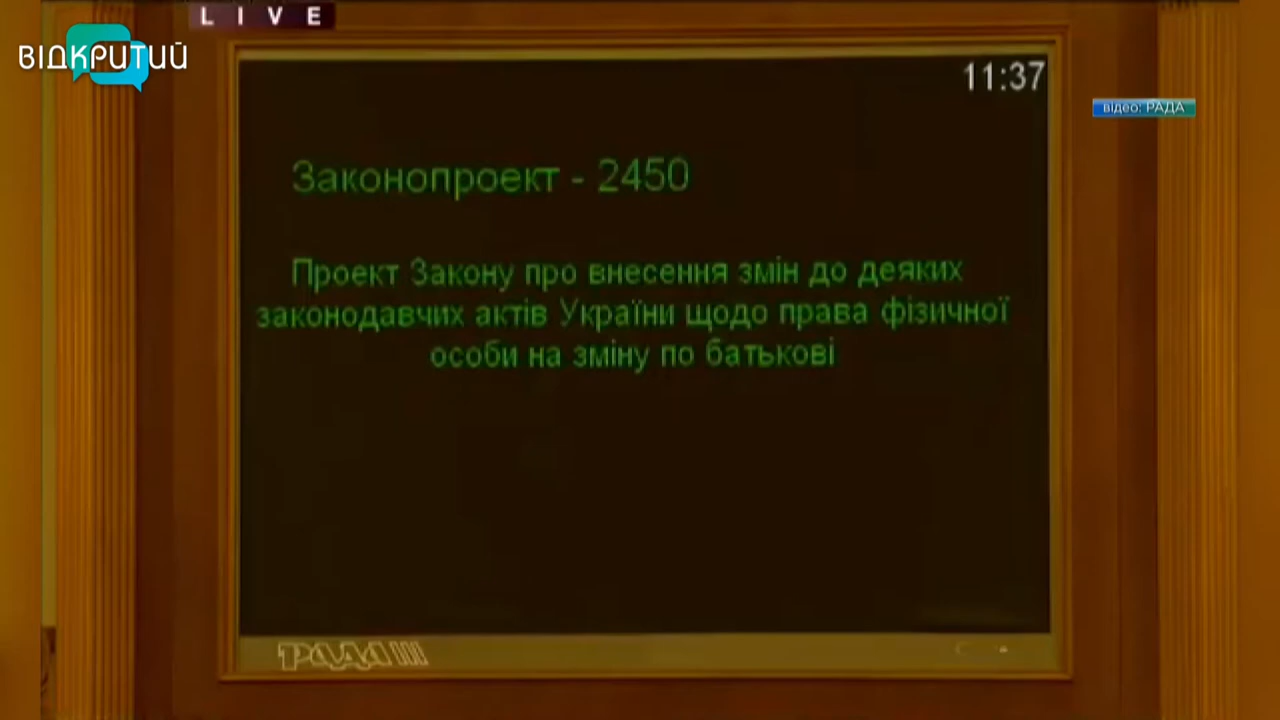 LIVE
ВІДКРИТИЙ
11:37
відео: РАДА
Законопроект - 2450
Проект Закону про внесення змін до деяких
законодавчих актів України щодо права фізичної
особи на зміну по батькові
РАДА